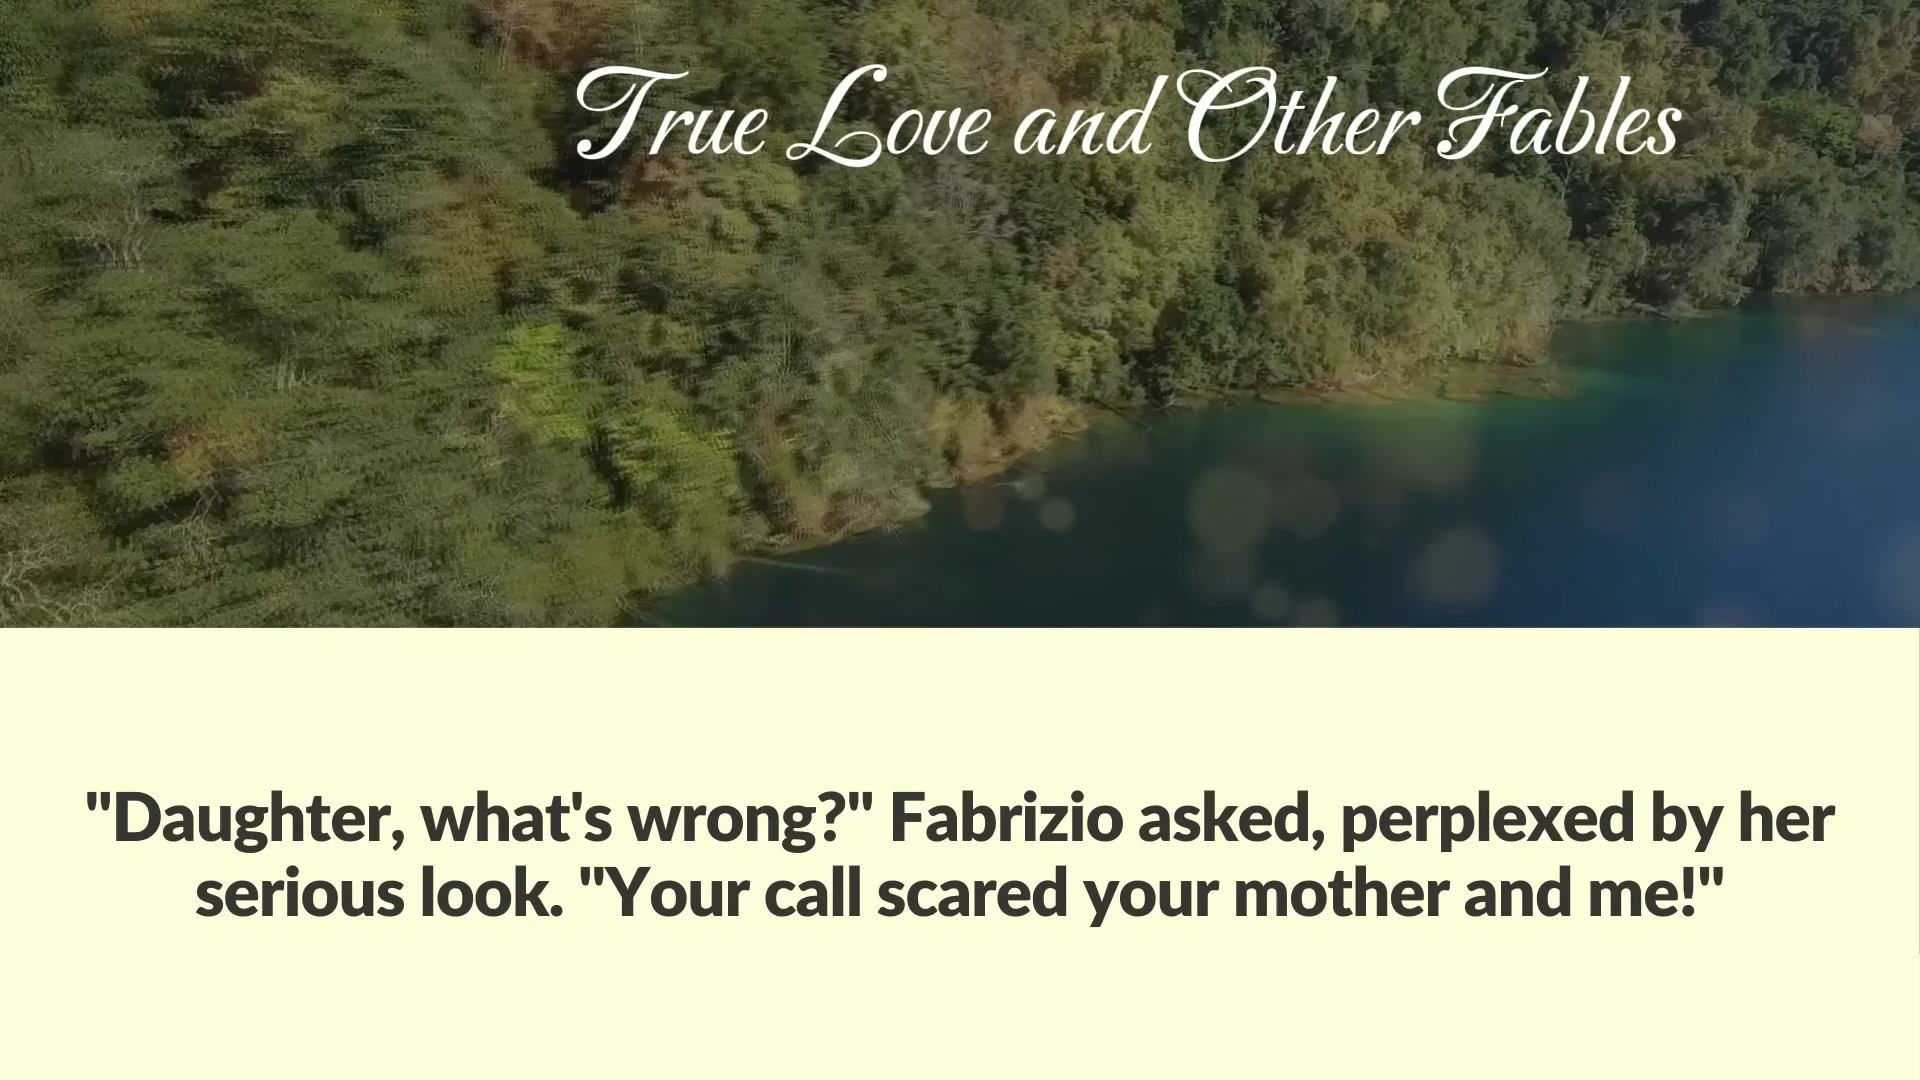 True Love and Other Fables
"Daughter, what's wrong?" Fabrizio asked, perplexed by her
serious look. "Your call scared your mother and me!"